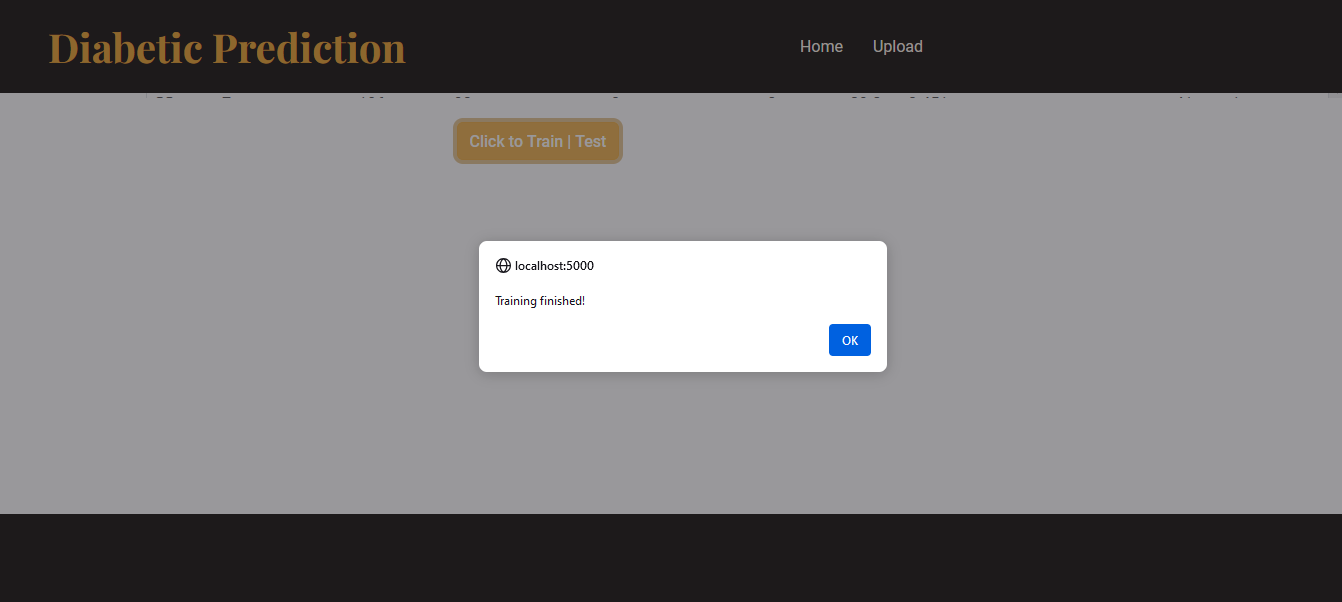 Diabetic Prediction
Home
Upload
Click to Train | Test
localhost:5000
Training finished!
OK